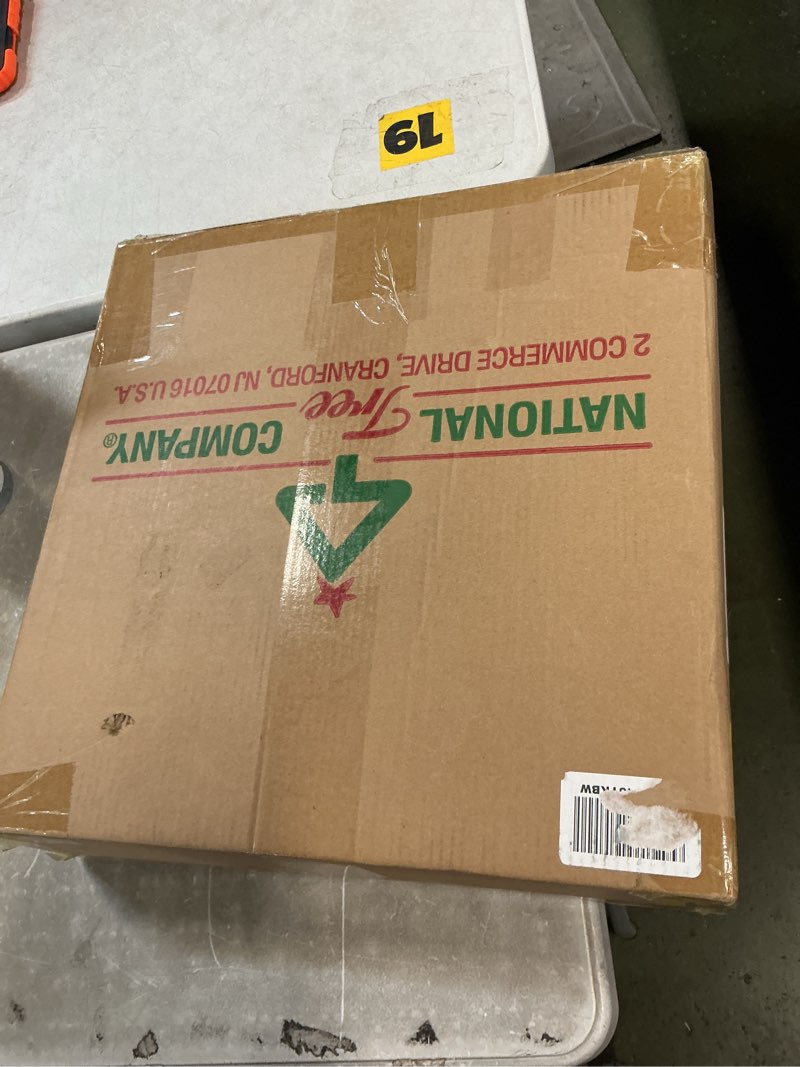 19
NATIONAL Tree COMPANY®
2 COMMERCE DRIVE, CRANFORD, NJ 07016 U.S.A.